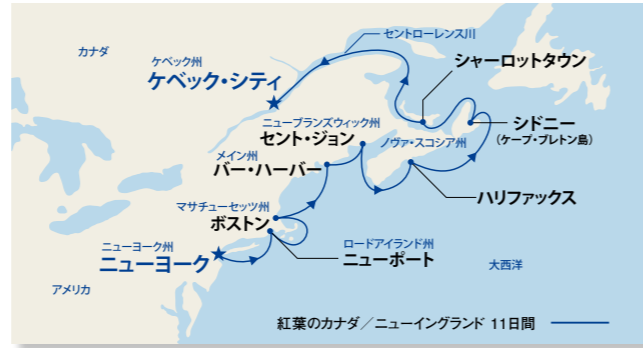 カナダ
セントローレンス川
ケベック州
ケベック・シティ
シャーロットタウン
ニューブランズウィック州
セント・ジョン
シドニー
(ケープ・ブレトン島)
ノヴァ・スコシア州
メイン州
バー・ハーバー
ハリファックス
マサチューセッツ州
ボストン
ニューヨーク州
ニューヨーク
ロードアイランド州
ニューポート
大西洋
アメリカ
紅葉のカナダ／ニューイングランド 11日間